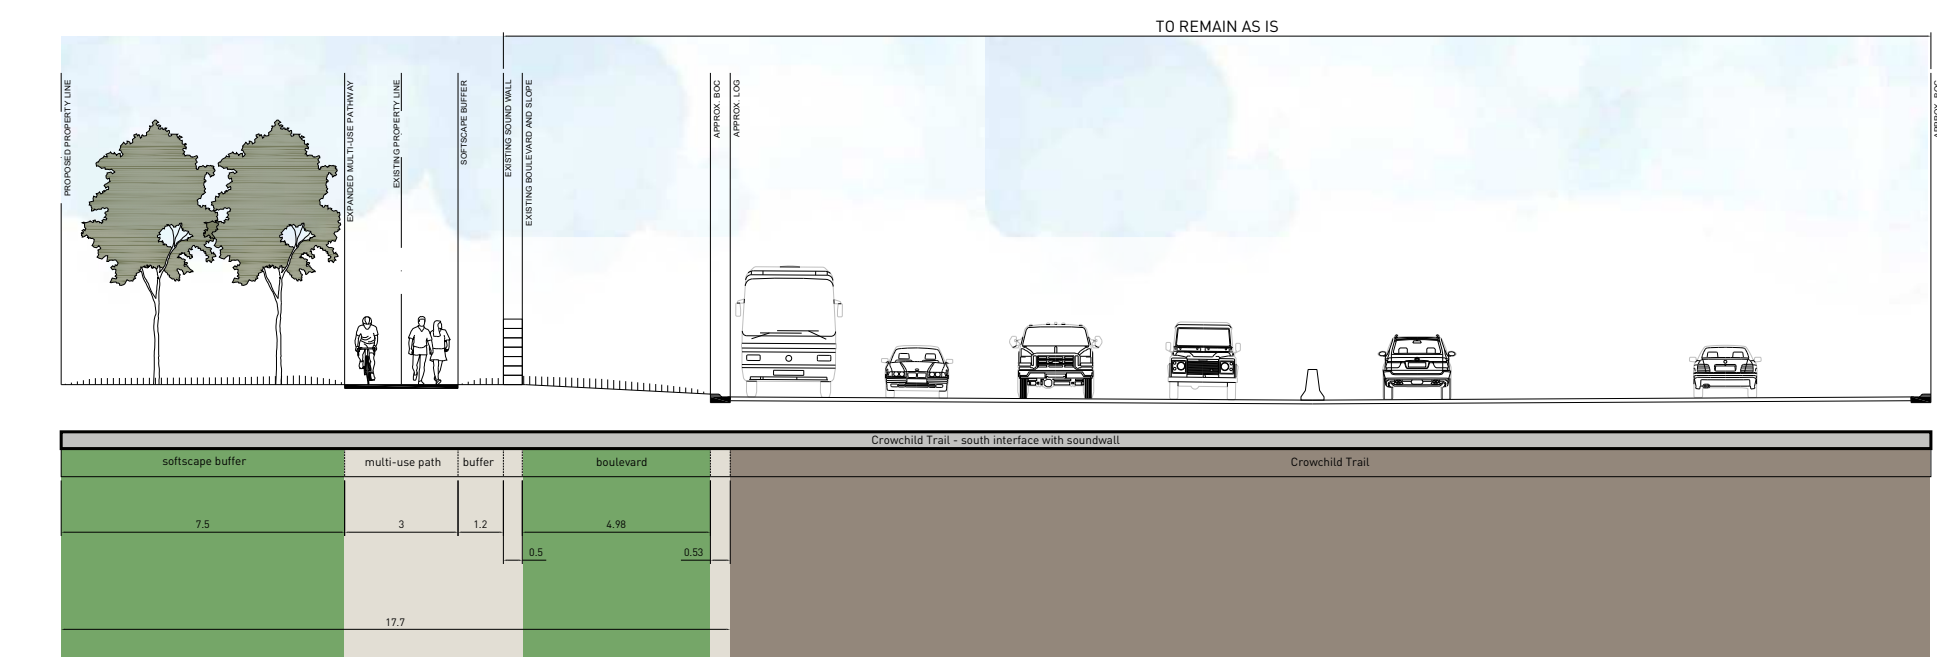 TO REMAIN AS IS
PROPOSED PROPERTY LINE
EXPANDED MULTI-USE PATHWAY
EXISTING PROPERTY LINE
SOFTSCAPE BUFFER
EXISTING SOUND WALL
EXISTING BOULEVARD AND SLOPE
APPROX. BOC
APPROX. LOG
APPROX. BOC
Crowchild Trail - south interface with soundwall
softscape buffer
multi-use path
buffer
boulevard
Crowchild Trail
7.5
3
1.2
4.98
0.5
0.53
17.7